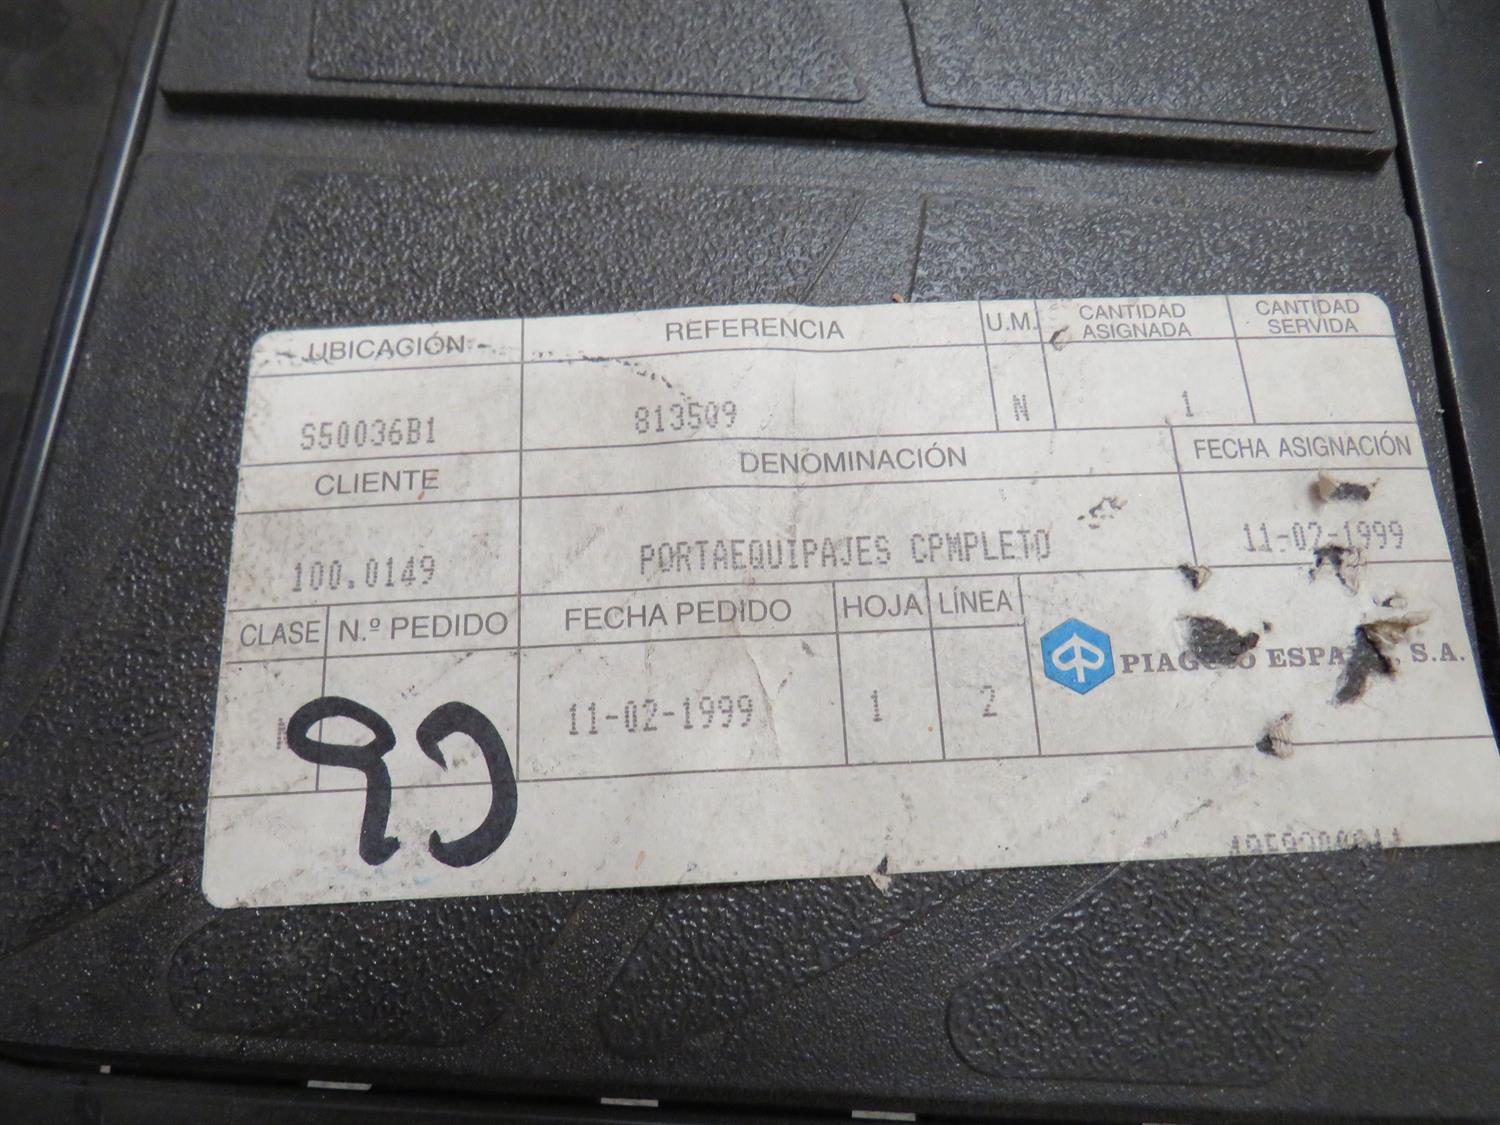 UBICAGIÓN REFERENCIA U.M. CANTIDAD ASIGNADA CANTIDAD SERVIDA
S50036B1 813509 N 1
CLIENTE DENOMINACIÓN FECHA ASIGNACIÓN
100.0149 PORTAEQUIPAJES CPMPLETO 11-02-1999
CLASE N.º PEDIDO FECHA PEDIDO HOJA LÍNEA
11-02-1999 1 2
S.A.